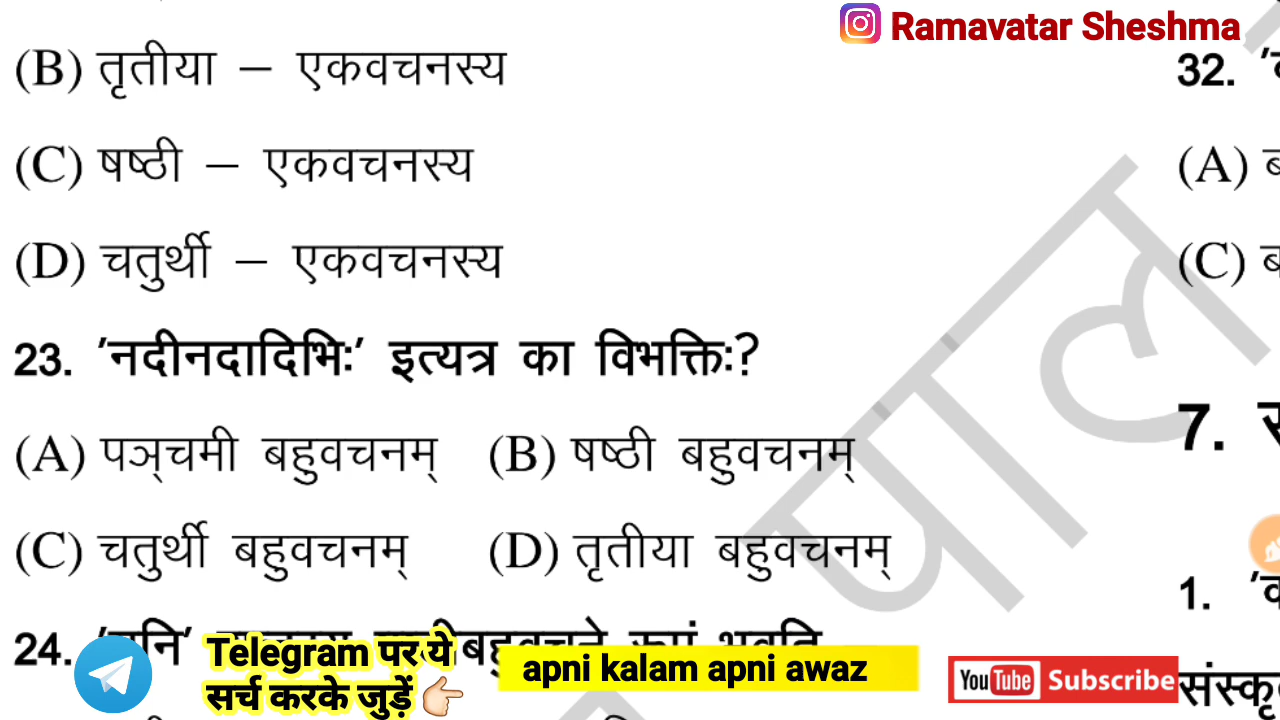 Ramavatar Sheshma
(B) तृतीया – एकवचनस्य
(C) षष्ठी – एकवचनस्य
(D) चतुर्थी – एकवचनस्य
23. 'नदीनदादिभिः' इत्यत्र का विभक्तिः?
(A) पञ्चमी बहुवचनम् (B) षष्ठी बहुवचनम्
(C) चतुर्थी बहुवचनम् (D) तृतीया बहुवचनम्
24.
32.
(A)
(C)
7.
1.
पाल
Telegram पर ये
सर्च करके जुड़ें
apni kalam apni awaz
YouTube Subscribe